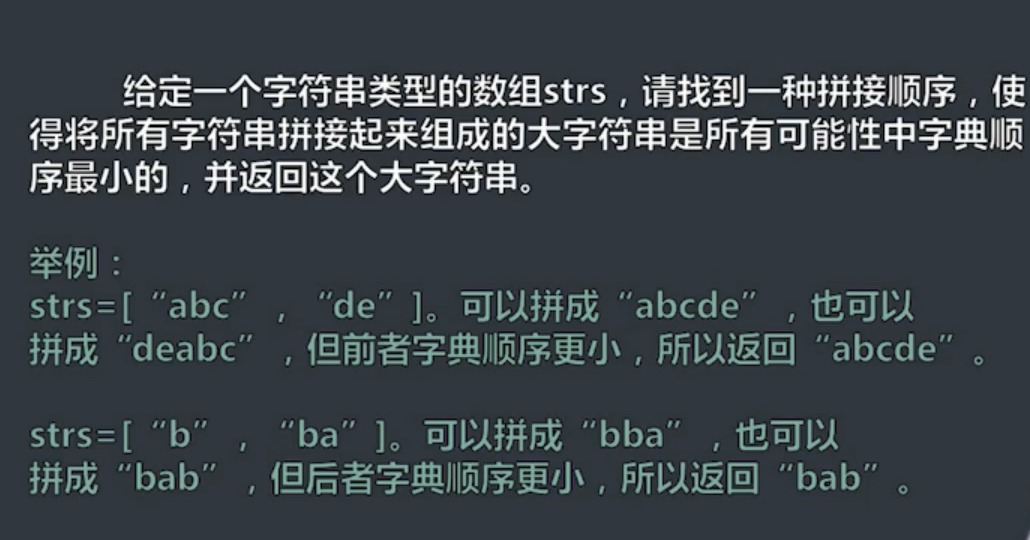 给定一个字符串类型的数组strs，请找到一种拼接顺序，使
得将所有字符串拼接起来组成的大字符串是所有可能性中字典顺
序最小的，并返回这个大字符串。
举例：
strs=[“abc”，“de”]。可以拼成“abcde”，也可以
拼成“deabc”，但前者字典顺序更小，所以返回“abcde”。
strs=[“b”，“ba”]。可以拼成“bba”，也可以
拼成“bab”，但后者字典顺序更小，所以返回“bab”。